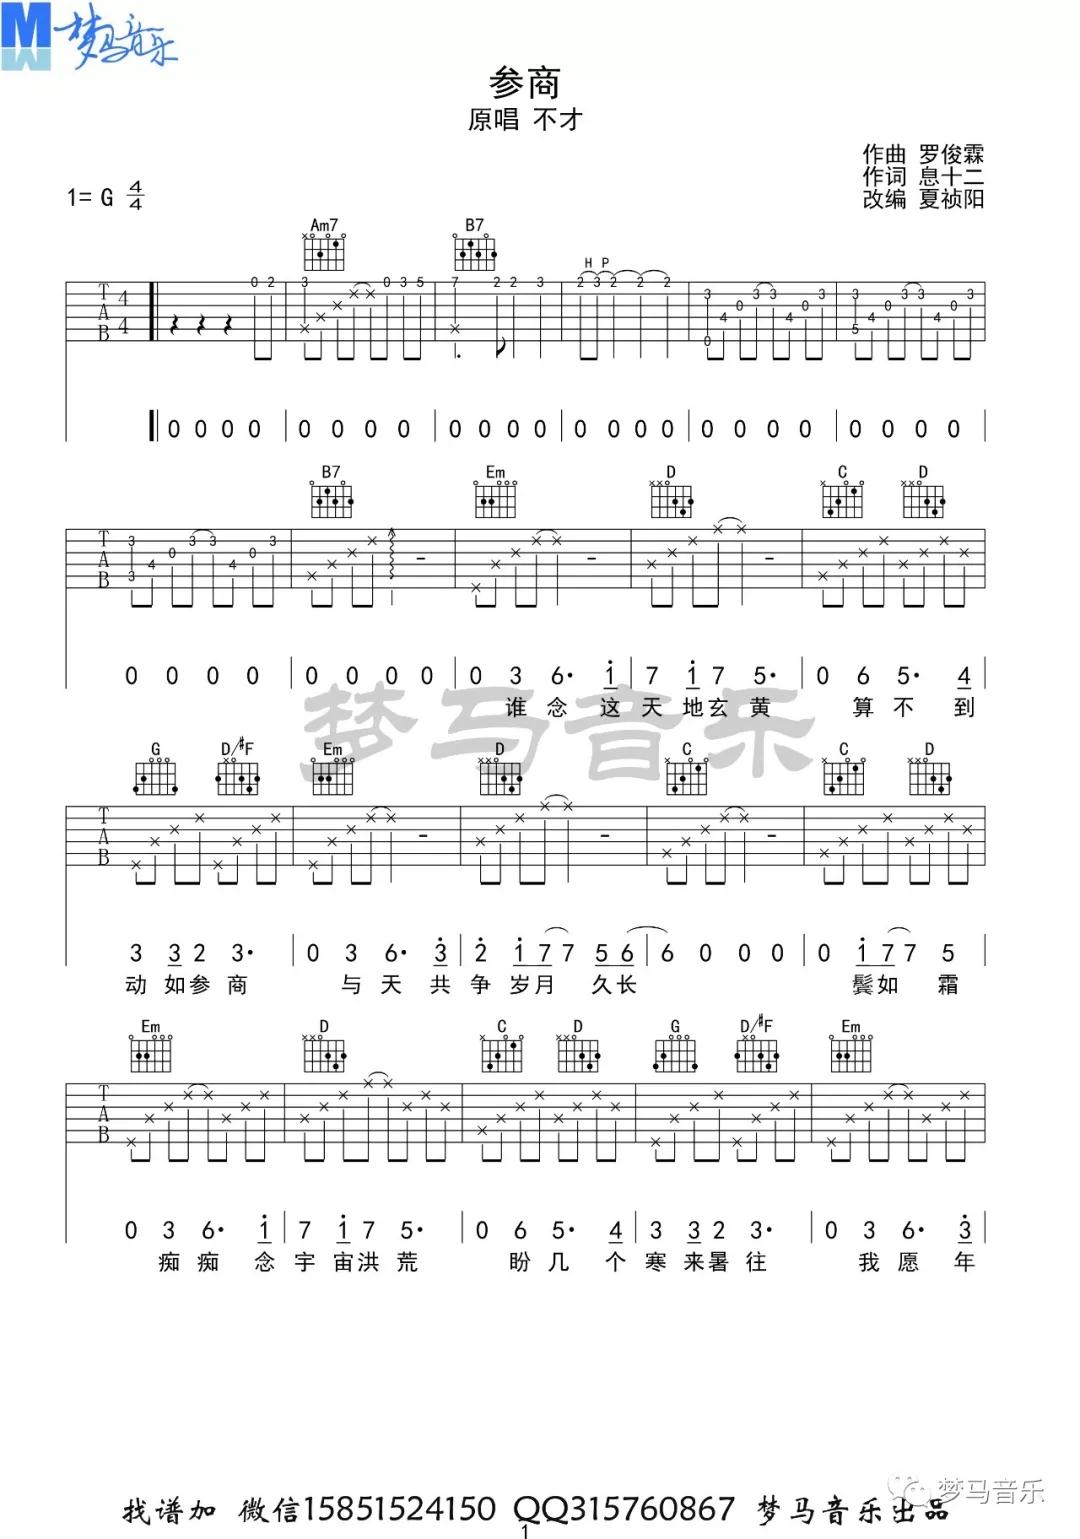 梦马音乐
参商
原唱 不才
作曲 罗俊霖
作词 息十二
改编 夏祯阳
1= G 4/4
Am7 B7
H P
T A B 4/4
0 2 3 0 3 5 7 2 2 3 2 3 2 2 2 3 0 4 0 3 3 4 0 3 3 5 4 0 3 3 4 0 3
0 0 0 0 0 0 0 0 0 0 0 0 0 0 0 0 0 0 0 0 0 0 0 0
B7 Em D C D
T A B
3 3 4 0 3 3 4 0 3
0 0 0 0 0 0 0 0 0 3 6· 1 7 1 7 5· 0 6 5· 4
谁 念 这 天 地 玄 黄 算 不 到
梦马音乐
G D/#F Em D C C D
T A B
3 3 2 3· 0 3 6· 3 2 1 7 7 5 6 6 0 0 0 0 1 7 7 5
动 如 参 商 与 天 共 争 岁 月 久 长 鬓 如 霜
Em D C D G D/#F Em
T A B
0 3 6· 1 7 1 7 5· 0 6 5· 4 3 3 2 3· 0 3 6· 3
痴 痴 念 宇 宙 洪 荒 盼 几 个 寒 来 暑 往 我 愿 年
梦马音乐
找谱加 微信15851524150 QQ315760867 梦马音乐出品
1